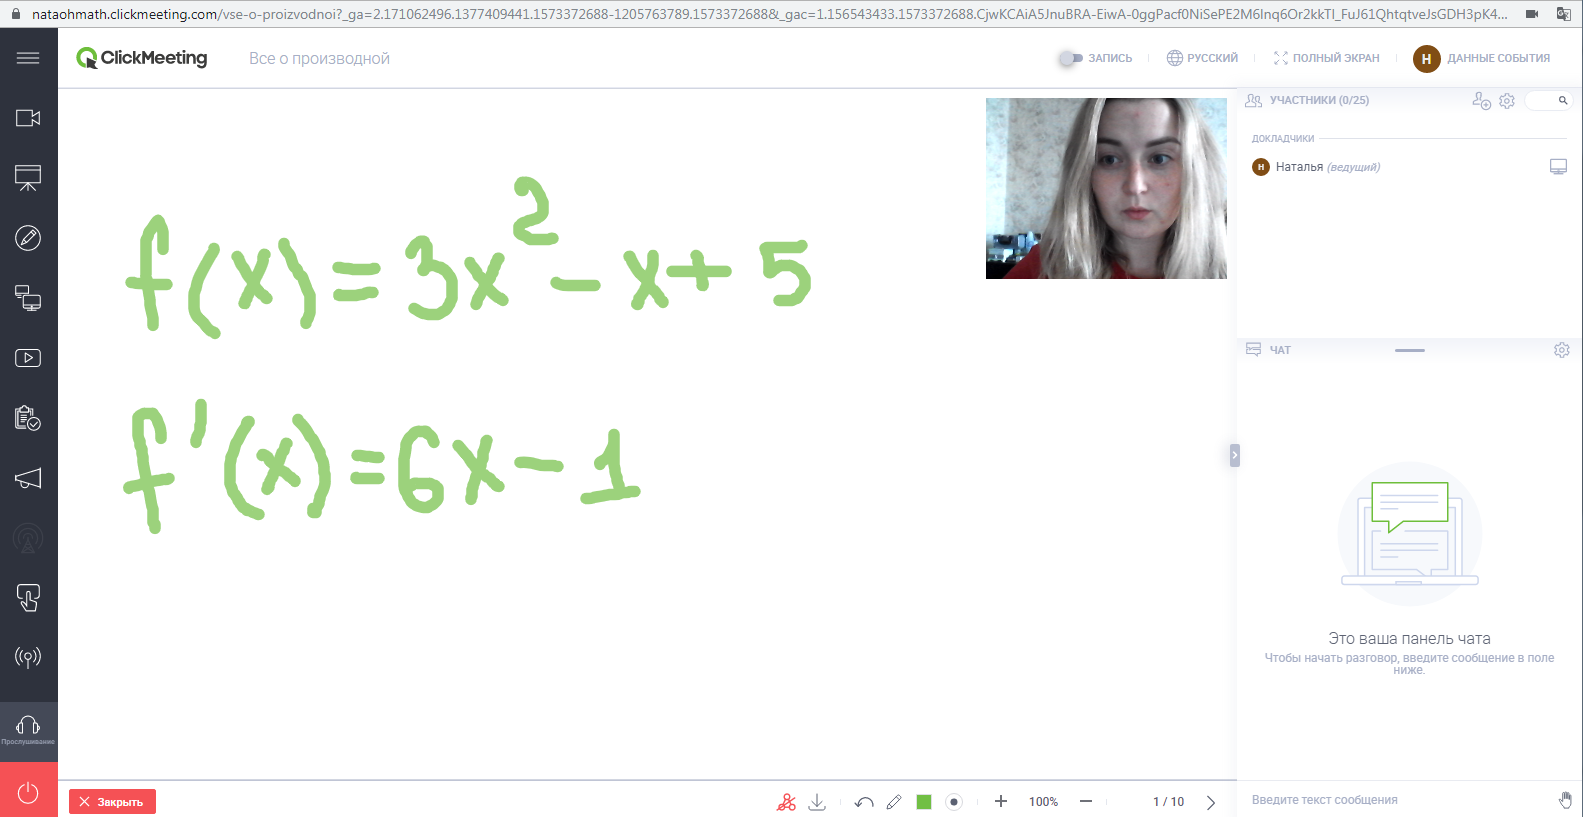 nataohmath.clickmeeting.com/vse-o-proizvodnoi?_ga=2.171062496.1377409441.1573372688-1205763789.1573372688&_gac=1.156543433.1573372688.CjwKCAiA5JnuBRA-EiwA-0ggPacf0NiSePE2M6Inq6Or2kkTI_FuJ61QhtqtveJsGDH3pK4...
ClickMeeting
Все о производной
ЗАПИСЬ
РУССКИЙ
ПОЛНЫЙ ЭКРАН
Н
ДАННЫЕ СОБЫТИЯ
УЧАСТНИКИ (0/25)
ДОКЛАДЧИКИ
Н Наталья (ведущий)
f(x)=3x²-x+5
f'(x)=6x-1
ЧАТ
Это ваша панель чата
Чтобы начать разговор, введите сообщение в поле
ниже.
Прослушивание
Закрыть
100%
1 / 10
Введите текст сообщения